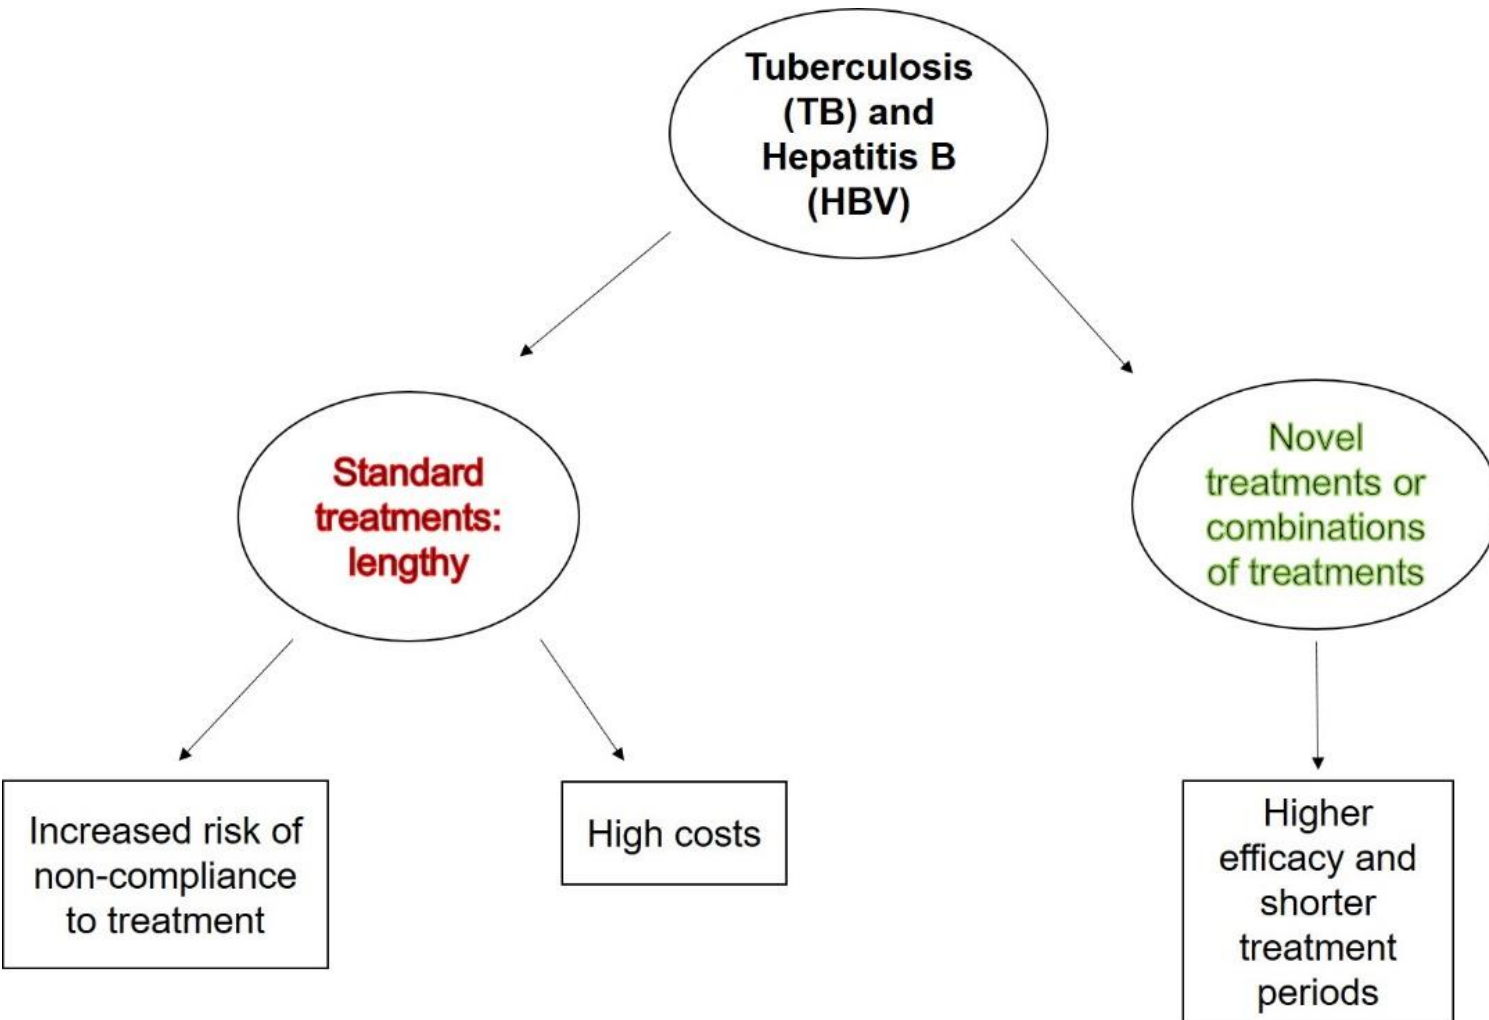 Tuberculosis
(TB) and
Hepatitis B
(HBV)
Standard
treatments:
lengthy
Novel
treatments or
combinations
of treatments
Increased risk of
non-compliance
to treatment
High costs
Higher
efficacy and
shorter
treatment
periods